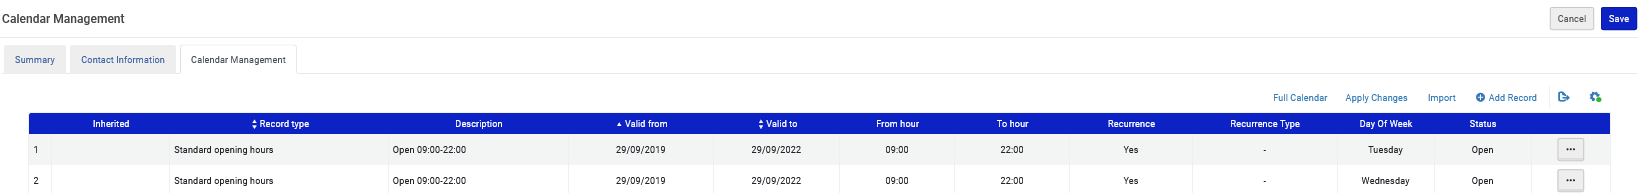 Calendar Management Cancel Save
Summary Contact Information Calendar Management
Full Calendar Apply Changes Import Add Record
Inherited Record type Description Valid from Valid to From hour To hour Recurrence Recurrence Type Day Of Week Status
1 Standard opening hours Open 09:00-22:00 29/09/2019 29/09/2022 09:00 22:00 Yes - Tuesday Open ...
2 Standard opening hours Open 09:00-22:00 29/09/2019 29/09/2022 09:00 22:00 Yes - Wednesday Open ...